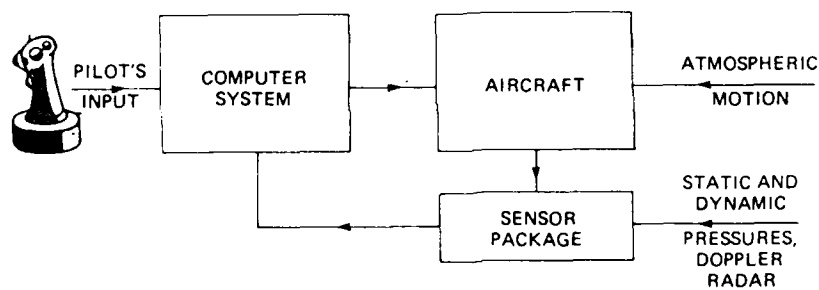 PILOT'S
INPUT
COMPUTER
SYSTEM
AIRCRAFT
ATMOSPHERIC
MOTION
SENSOR
PACKAGE
STATIC AND
DYNAMIC
PRESSURES,
DOPPLER
RADAR